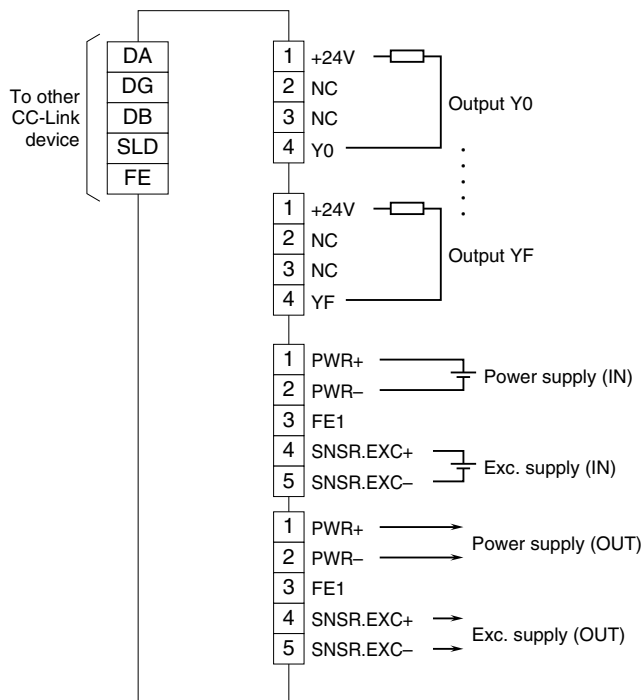 To other
CC-Link
device
DA
DG
DB
SLD
FE
1 +24V
2 NC
3 NC
4 Y0
Output Y0
1 +24V
2 NC
3 NC
4 YF
Output YF
1 PWR+
2 PWR–
3 FE1
4 SNSR.EXC+
5 SNSR.EXC–
Power supply (IN)
Exc. supply (IN)
1 PWR+
2 PWR–
3 FE1
4 SNSR.EXC+
5 SNSR.EXC–
Power supply (OUT)
Exc. supply (OUT)